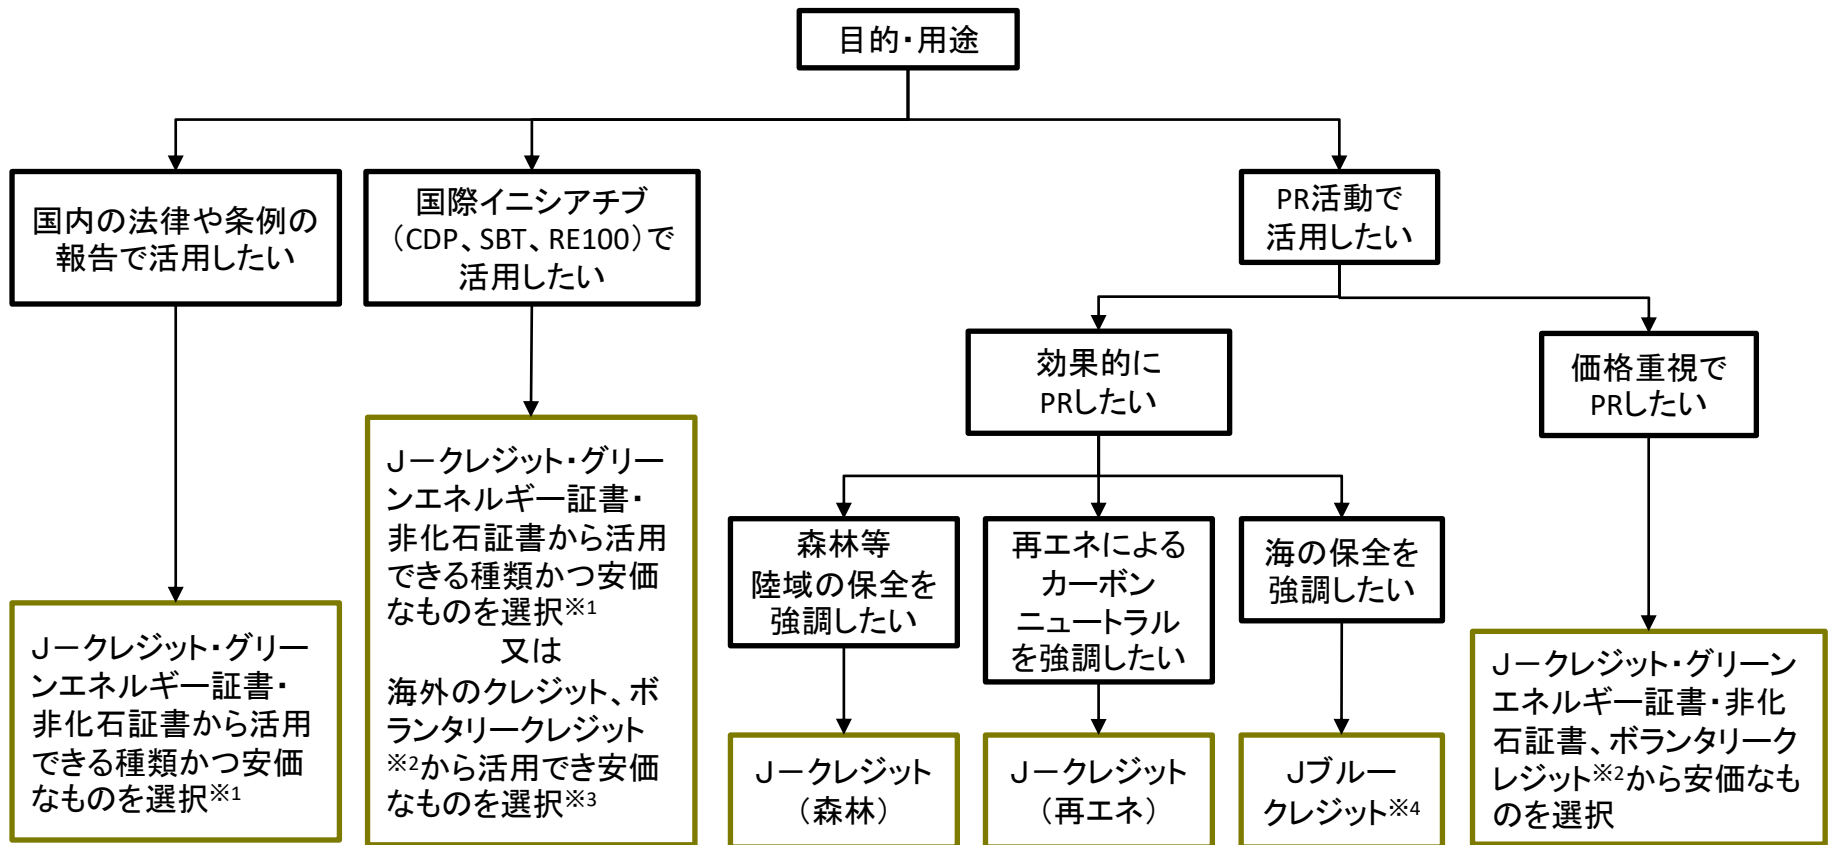 目的・用途
国内の法律や条例の
報告で活用したい
国際イニシアチブ
（CDP、SBT、RE100）で
活用したい
PR活動で
活用したい
効果的に
PRしたい
価格重視で
PRしたい
森林等
陸域の保全を
強調したい
再エネによる
カーボン
ニュートラル
を強調したい
海の保全を
強調したい
Ｊ－クレジット・グリー
ンエネルギー証書・
非化石証書から活用
できる種類かつ安価
なものを選択※1
Ｊ－クレジット・グリー
ンエネルギー証書・
非化石証書から活用
できる種類かつ安価
なものを選択※1
又は
海外のクレジット、ボ
ランタリークレジット
※2から活用でき安価
なものを選択※3
Ｊ－クレジット
（森林）
Ｊ－クレジット
（再エネ）
Ｊブルー
クレジット※4
Ｊ－クレジット・グリーン
エネルギー証書・非化
石証書、ボランタリーク
レジット※2から安価なも
のを選択